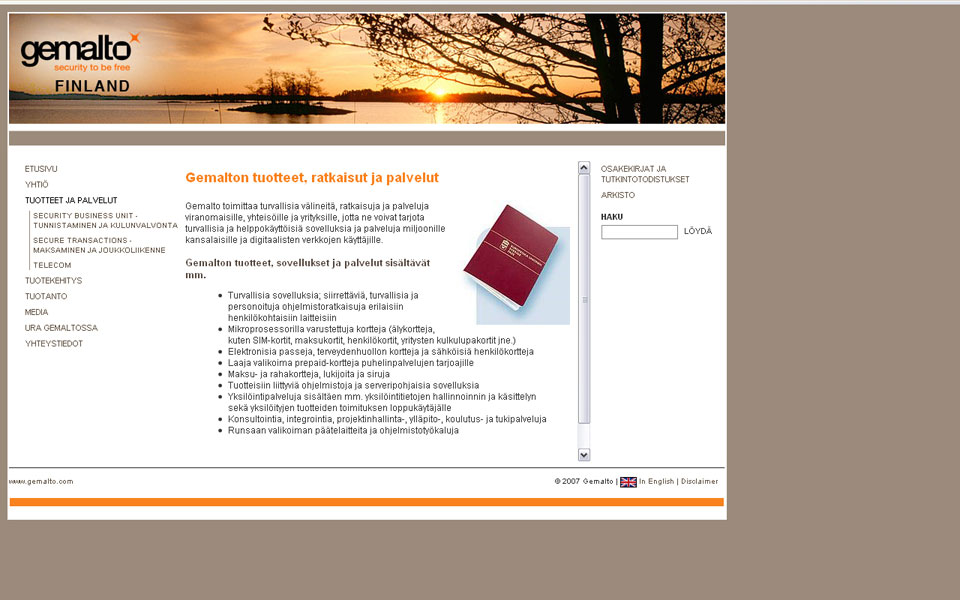 gemalto
security to be free
FINLAND
ETUSIVU
YHTIÖ
TUOTTEET JA PALVELUT
SECURITY BUSINESS UNIT -
TUNNISTAMINEN JA KULUNVALVONTA
SECURE TRANSACTIONS -
MAKSAMINEN JA JOUKKOLIIKENNE
TELECOM
TUOTEKEHITYS
TUOTANTO
MEDIA
URA GEMALTOSSA
YHTEYSTIEDOT
Gemalton tuotteet, ratkaisut ja palvelut
Gemalto toimittaa turvallisia välineitä, ratkaisuja ja palveluja
viranomaisille, yhteisöille ja yrityksille, jotta ne voivat tarjota
turvallisia ja helppokäyttöisiä sovelluksia ja palveluja miljoonille
kansalaisille ja digitaalisten verkkojen käyttäjille.
Gemalton tuotteet, sovellukset ja palvelut sisältävät
mm.
• Turvallisia sovelluksia; siirrettäviä, turvallisia ja
personoituja ohjelmistoratkaisuja erilaisiin
henkilökohtaisiin laitteisiin
• Mikroprosessorilla varustettuja kortteja (älykortteja,
kuten SIM-kortit, maksukortit, henkilökortit, yritysten kulkulupakortit jne.)
• Elektronisia passeja, terveydenhuollon kortteja ja sähköisiä henkilökortteja
• Laaja valikoima prepaid-kortteja puhelinpalvelujen tarjoajille
• Maksu- ja rahakortteja, lukijoita ja siruja
• Tuotteisiin liittyviä ohjelmistoja ja serveripohjaisia sovelluksia
• Yksilöintipalveluja sisältäen mm. yksilöintitietojen hallinnoinnin ja käsittelyn
sekä yksilöityjen tuotteiden toimituksen loppukäytäjälle
• Konsultointia, integrointia, projektinhallinta-, ylläpito-, koulutus- ja tukipalveluja
• Runsaan valikoiman päätelaitteita ja ohjelmistotyökaluja
OSAKEKIRJAT JA
TUTKINTOTODISTUKSET
ARKISTO
HAKU
LÖYDÄ
www.gemalto.com
© 2007 Gemalto | In English | Disclaimer